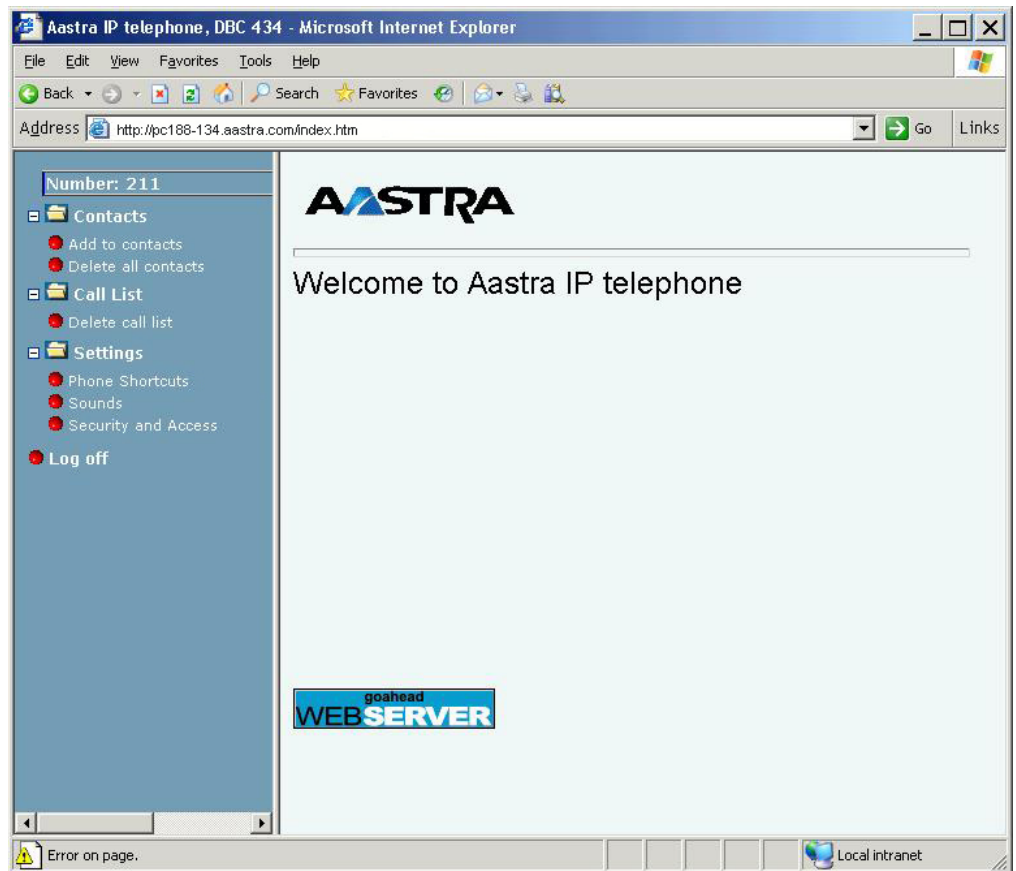 Aastra IP telephone, DBC 434 - Microsoft Internet Explorer
File Edit View Favorites Tools Help
Back Search Favorites
Address http://pc188-134.aastra.com/index.htm Go Links
Number: 211
Contacts
Add to contacts
Delete all contacts
Call List
Delete call list
Settings
Phone Shortcuts
Sounds
Security and Access
Log off
AASTRA
Welcome to Aastra IP telephone
goahead
WEBSERVER
Error on page. Local intranet